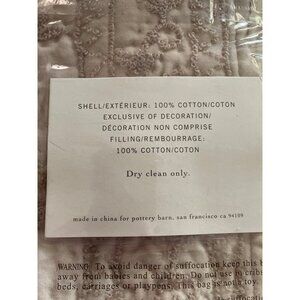 SHELL/EXTÉRIEUR: 100% COTTON/COTON
EXCLUSIVE OF DECORATION/
DÉCORATION NON COMPRISE
FILLING/REMBOURRAGE:
100% COTTON/COTON
Dry clean only.
made in china for pottery barn, san francisco ca 94109
WARNING: To avoid danger of suffocation keep this b
away from babies and children. Do not use in cribs
beds, carriages or playpens. This bag is not a toy.